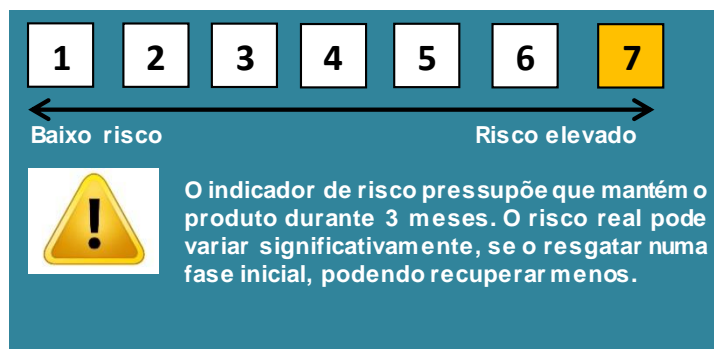 1 2 3 4 5 6 7
Baixo risco Risco elevado
!
O indicador de risco pressupõe que mantém o
produto durante 3 meses. O risco real pode
variar significativamente, se o resgatar numa
fase inicial, podendo recuperar menos.